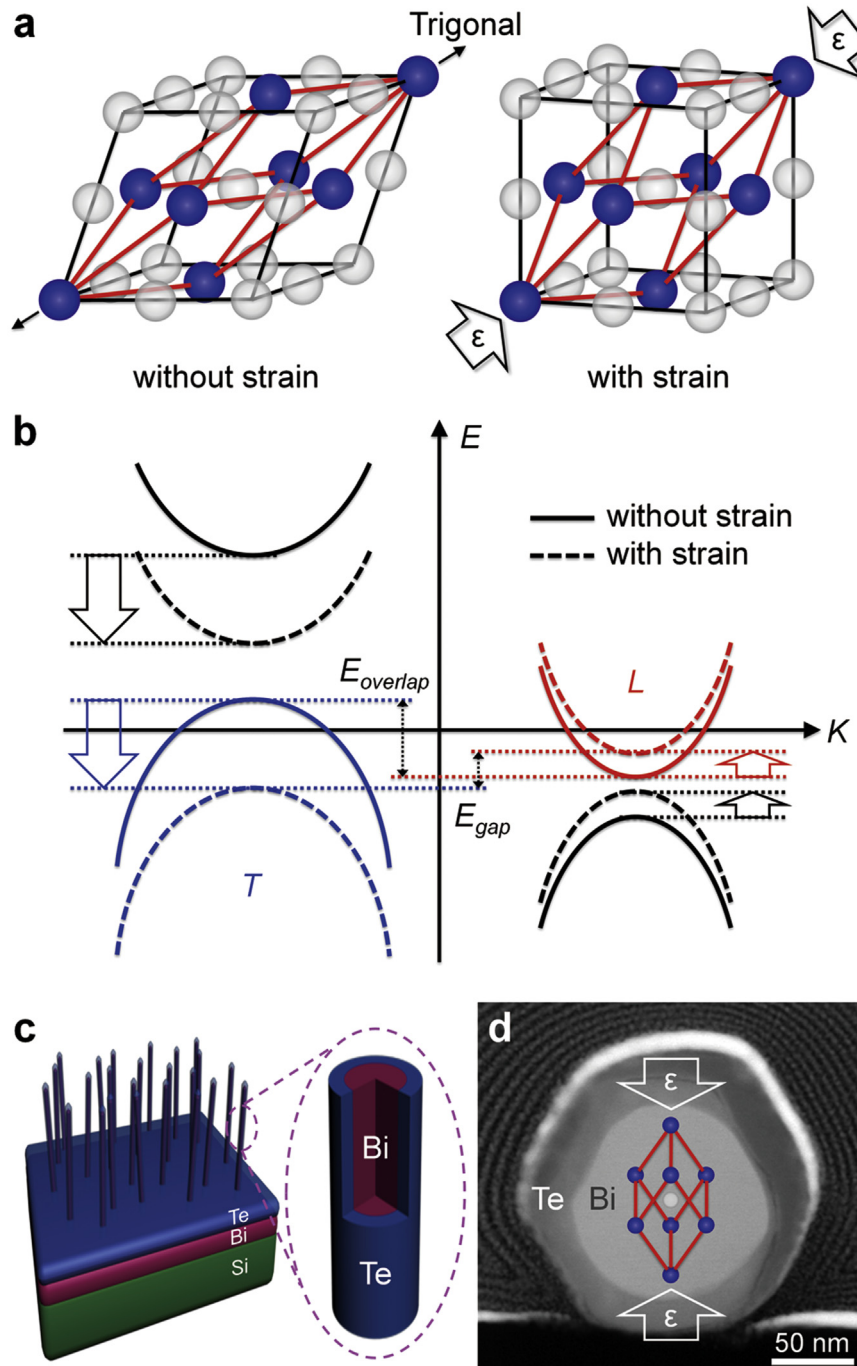 a
Trigonal
ε
ε
without strain
with strain
b
E
without strain
with strain
E_overlap
L
K
E_gap
T
c
Te
Bi
Si
Bi
Te
d
ε
Te
Bi
ε
50 nm